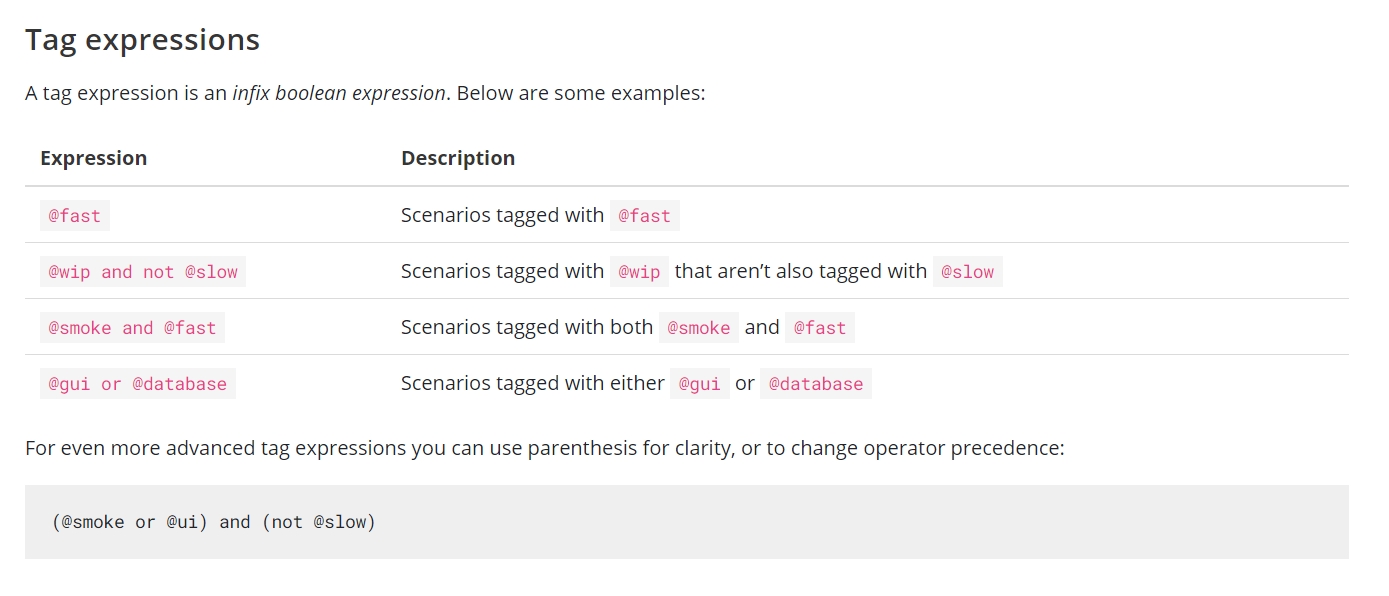 Tag expressions
A tag expression is an infix boolean expression. Below are some examples:
Expression Description
@fast Scenarios tagged with @fast
@wip and not @slow Scenarios tagged with @wip that aren’t also tagged with @slow
@smoke and @fast Scenarios tagged with both @smoke and @fast
@gui or @database Scenarios tagged with either @gui or @database
For even more advanced tag expressions you can use parenthesis for clarity, or to change operator precedence:
(@smoke or @ui) and (not @slow)